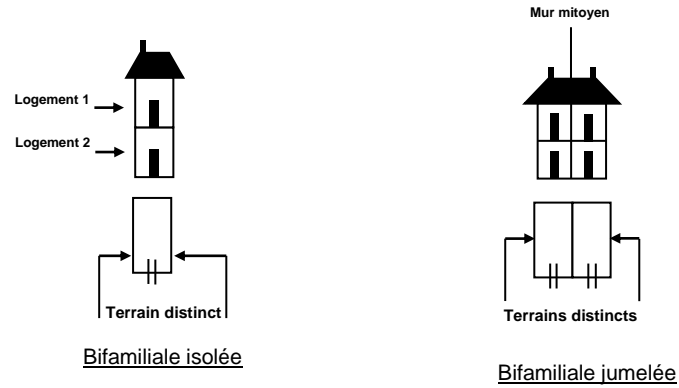 Mur mitoyen
Logement 1
Logement 2
Terrain distinct
Terrains distincts
Bifamiliale isolée
Bifamiliale jumelée